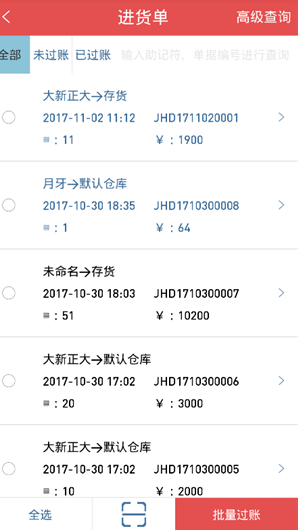 进货单 高级查询
全部 未过账 已过账 输入助记符、单据编号进行查询
大新正大→存货
2017-11-02 11:12 JHD1711020001
: 11 ¥ : 1900
月牙→默认仓库
2017-10-30 18:35 JHD1710300008
: 1 ¥ : 64
未命名→存货
2017-10-30 18:03 JHD1710300007
: 51 ¥ : 10200
大新正大→默认仓库
2017-10-30 17:02 JHD1710300006
: 20 ¥ : 3000
大新正大→默认仓库
2017-10-30 17:02 JHD1710300005
: 10 ¥ : 2000
全选 批量过账